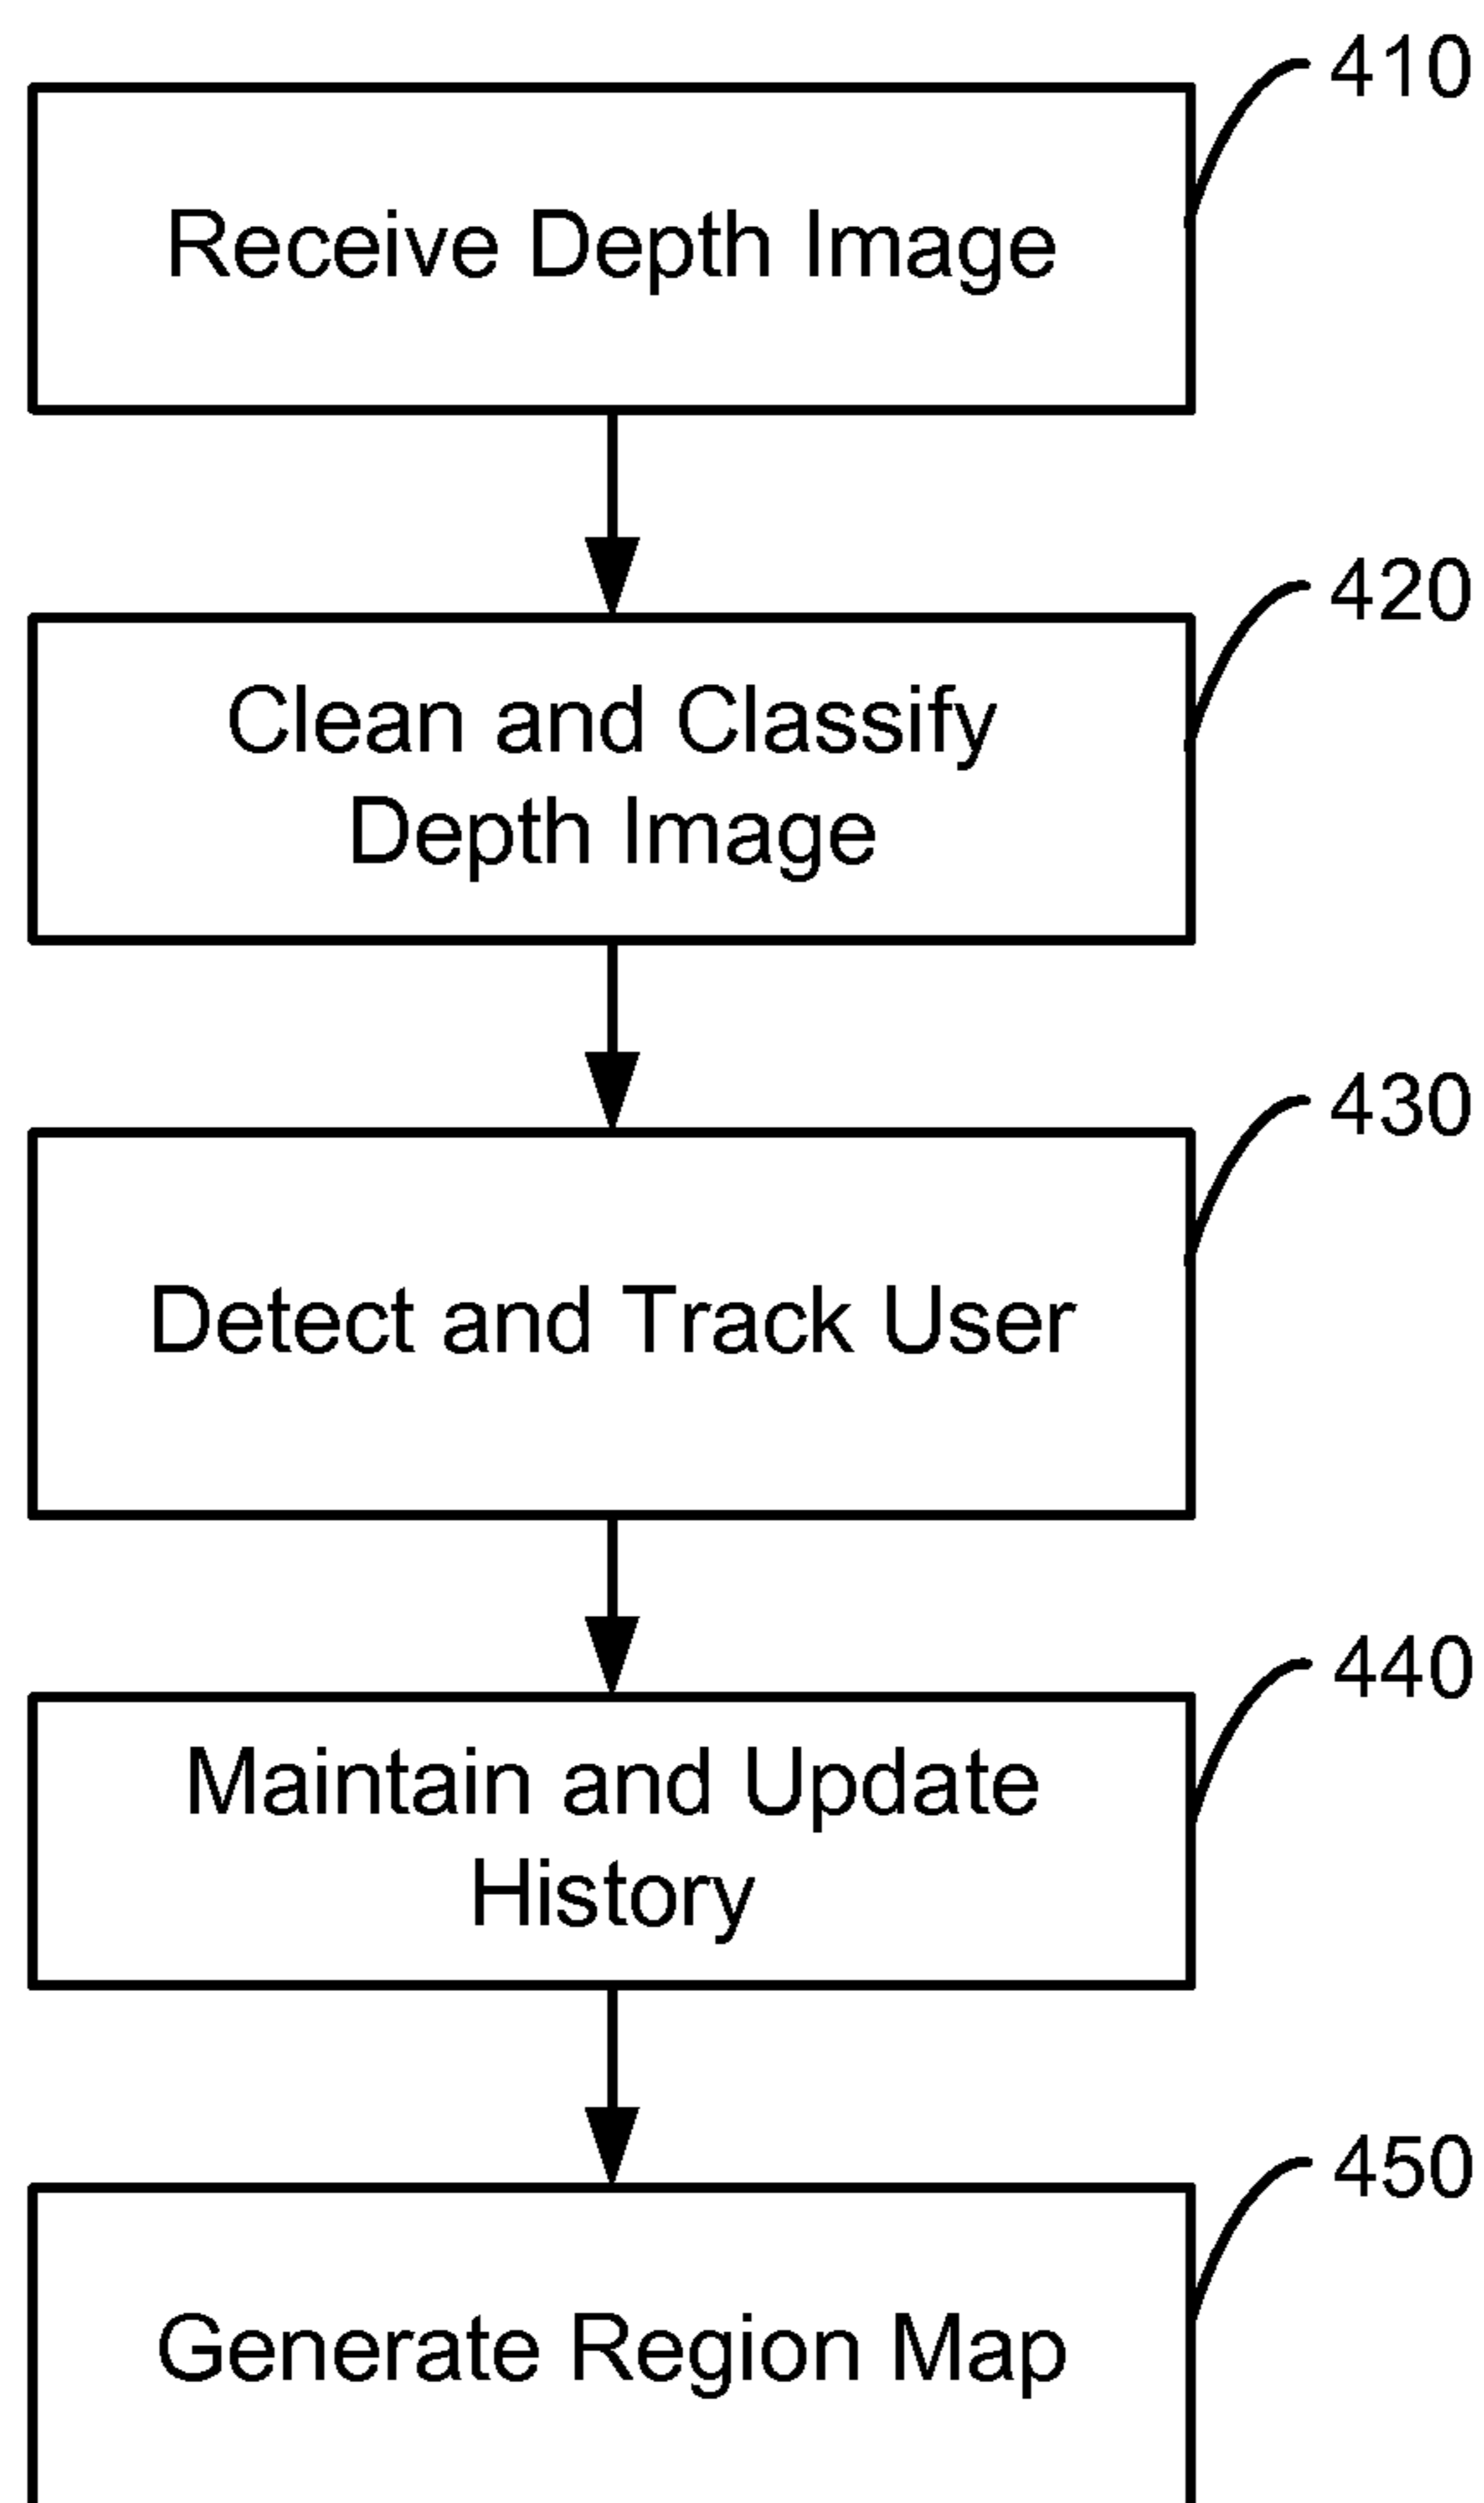 410
Receive Depth Image
420
Clean and Classify
Depth Image
430
Detect and Track User
440
Maintain and Update
History
450
Generate Region Map